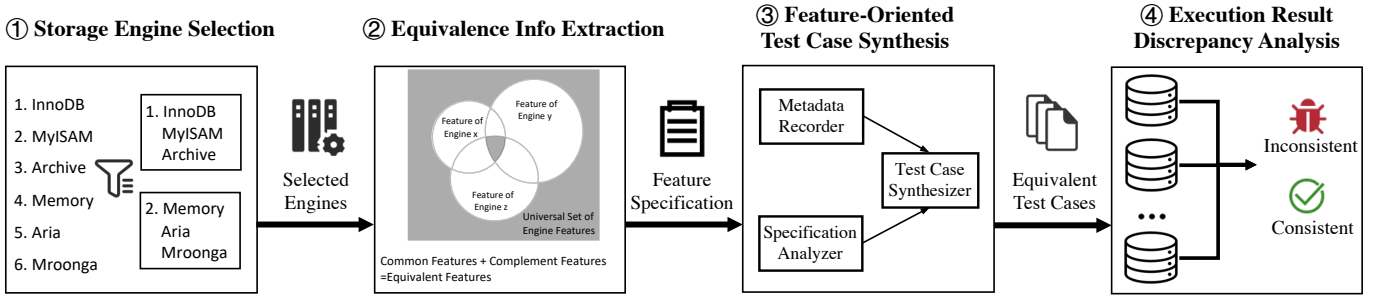 ① Storage Engine Selection
1. InnoDB
2. MyISAM
3. Archive
4. Memory
5. Aria
6. Mroonga
1. InnoDB
MyISAM
Archive
2. Memory
Aria
Mroonga
Selected
Engines
② Equivalence Info Extraction
Feature of
Engine x
Feature of
Engine y
Feature of
Engine z
Universal Set of
Engine Features
Common Features + Complement Features
=Equivalent Features
Feature
Specification
③ Feature-Oriented
Test Case Synthesis
Metadada
Recorder
Test Case
Synthesizer
Specification
Analyzer
Equivalent
Test Cases
④ Execution Result
Discrepancy Analysis
...
Inconsistent
Consistent